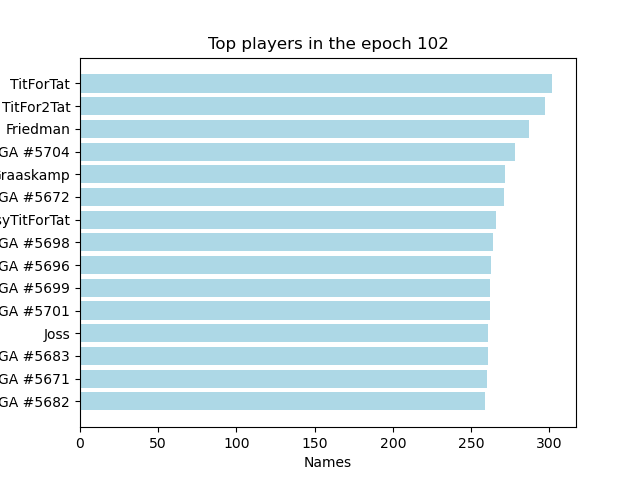 Top players in the epoch 102
TitForTat
TitFor2Tat
Friedman
GA #5704
raaskamp
GA #5672
syTitForTat
GA #5698
GA #5696
GA #5699
GA #5701
Joss
GA #5683
GA #5671
GA #5682
0 50 100 150 200 250 300
Names